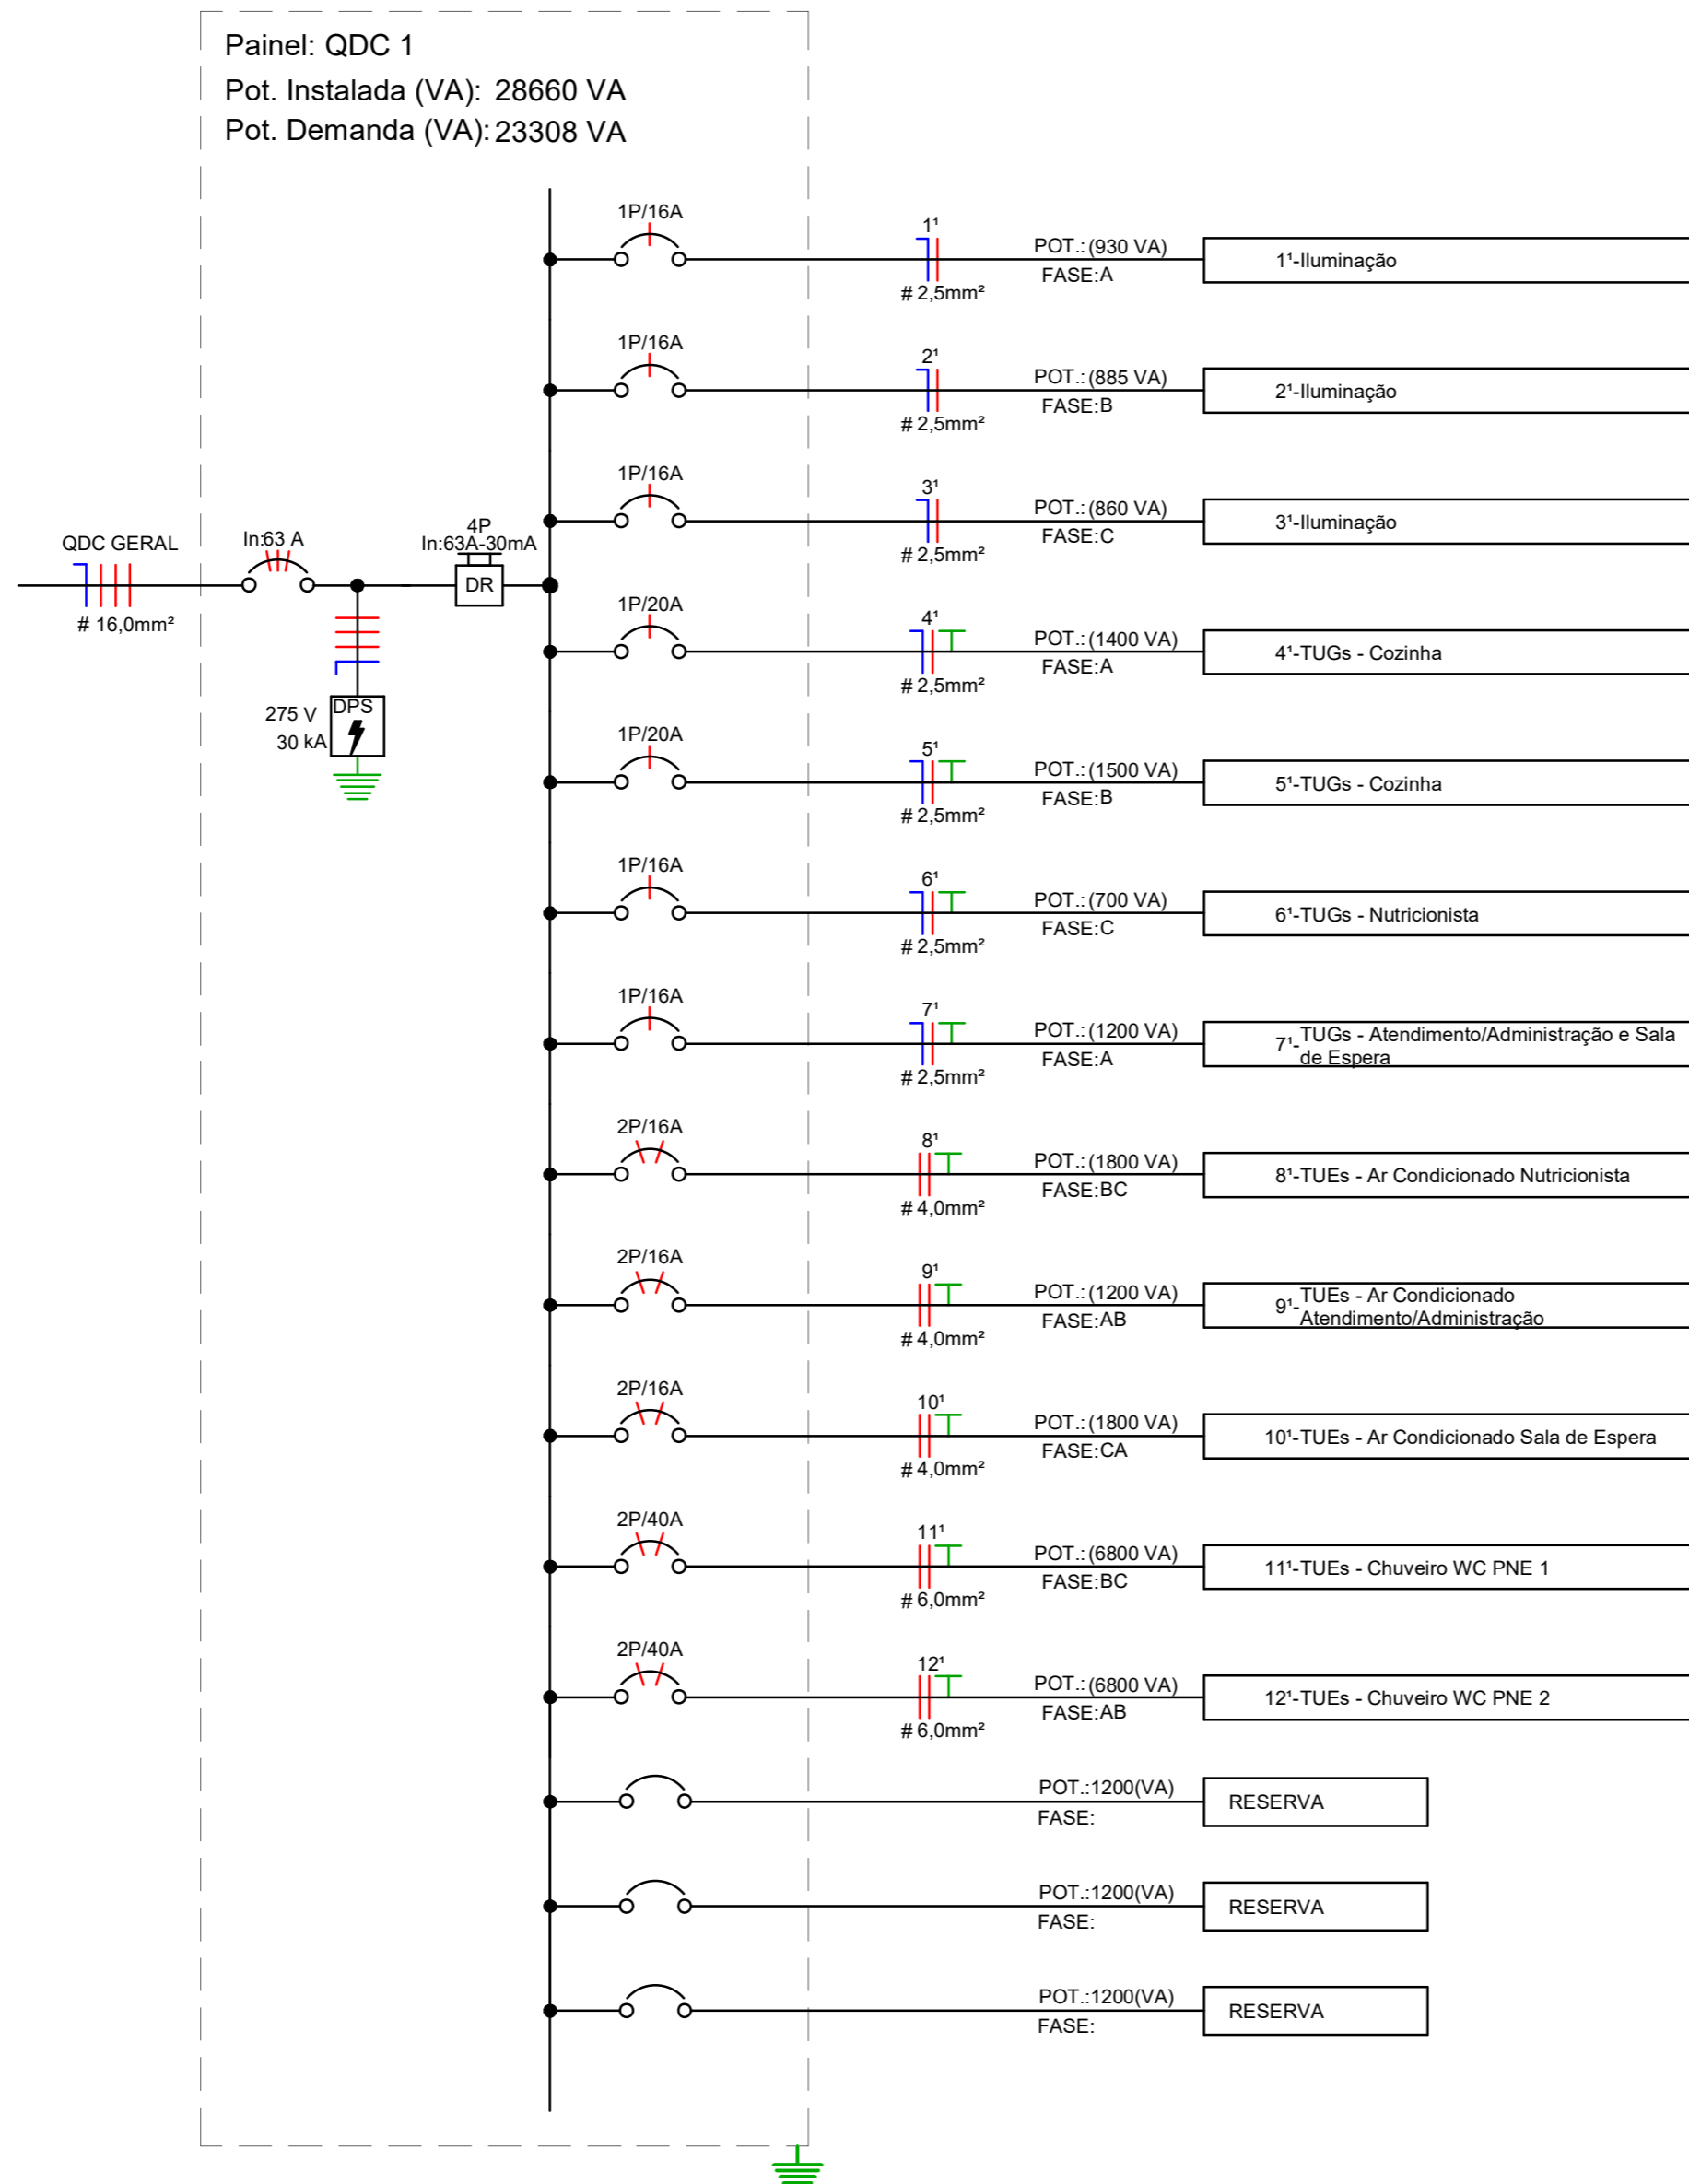 Painel: QDC 1
Pot. Instalada (VA): 28660 VA
Pot. Demanda (VA): 23308 VA
QDC GERAL
# 16,0mm²
In:63 A
4P
In:63A-30mA
DR
DPS
275 V
30 kA
1P/16A
1¹
# 2,5mm²
POT.: (930 VA)
FASE:A
1¹-Iluminação
1P/16A
2¹
# 2,5mm²
POT.: (885 VA)
FASE:B
2¹-Iluminação
1P/16A
3¹
# 2,5mm²
POT.: (860 VA)
FASE:C
3¹-Iluminação
1P/20A
4¹
# 2,5mm²
POT.: (1400 VA)
FASE:A
4¹-TUGs - Cozinha
1P/20A
5¹
# 2,5mm²
POT.: (1500 VA)
FASE:B
5¹-TUGs - Cozinha
1P/16A
6¹
# 2,5mm²
POT.: (700 VA)
FASE:C
6¹-TUGs - Nutricionista
1P/16A
7¹
# 2,5mm²
POT.: (1200 VA)
FASE:A
7¹-TUGs - Atendimento/Administração e Sala
de Espera
2P/16A
8¹
# 4,0mm²
POT.: (1800 VA)
FASE:BC
8¹-TUEs - Ar Condicionado Nutricionista
2P/16A
9¹
# 4,0mm²
POT.: (1200 VA)
FASE:AB
9¹-TUEs - Ar Condicionado
Atendimento/Administração
2P/16A
10¹
# 4,0mm²
POT.: (1800 VA)
FASE:CA
10¹-TUEs - Ar Condicionado Sala de Espera
2P/40A
11¹
# 6,0mm²
POT.: (6800 VA)
FASE:BC
11¹-TUEs - Chuveiro WC PNE 1
2P/40A
12¹
# 6,0mm²
POT.: (6800 VA)
FASE:AB
12¹-TUEs - Chuveiro WC PNE 2
POT.:1200(VA)
FASE:
RESERVA
POT.:1200(VA)
FASE:
RESERVA
POT.:1200(VA)
FASE:
RESERVA